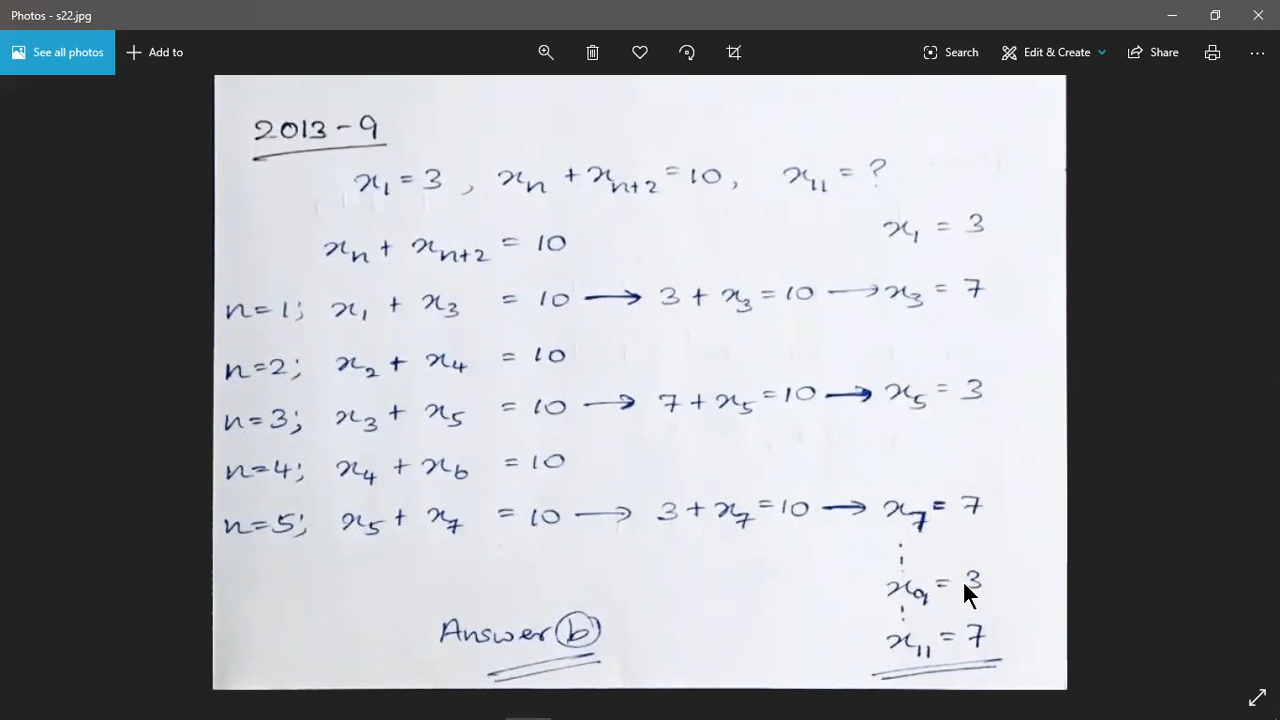 Photos - s22.jpg
See all photos Add to Search Edit & Create Share
2013 - 9
x₁ = 3 , xₙ + xₙ₊₂ = 10, x₁₁ = ?
x₁ = 3
xₙ + xₙ₊₂ = 10
n=1; x₁ + x₃ = 10 → 3 + x₃ = 10 → x₃ = 7
n=2; x₂ + x₄ = 10
n=3; x₃ + x₅ = 10 → 7 + x₅ = 10 → x₅ = 3
n=4; x₄ + x₆ = 10
n=5; x₅ + x₇ = 10 → 3 + x₇ = 10 → x₇ = 7
x₉ = 3
Answer (b) x₁₁ = 7